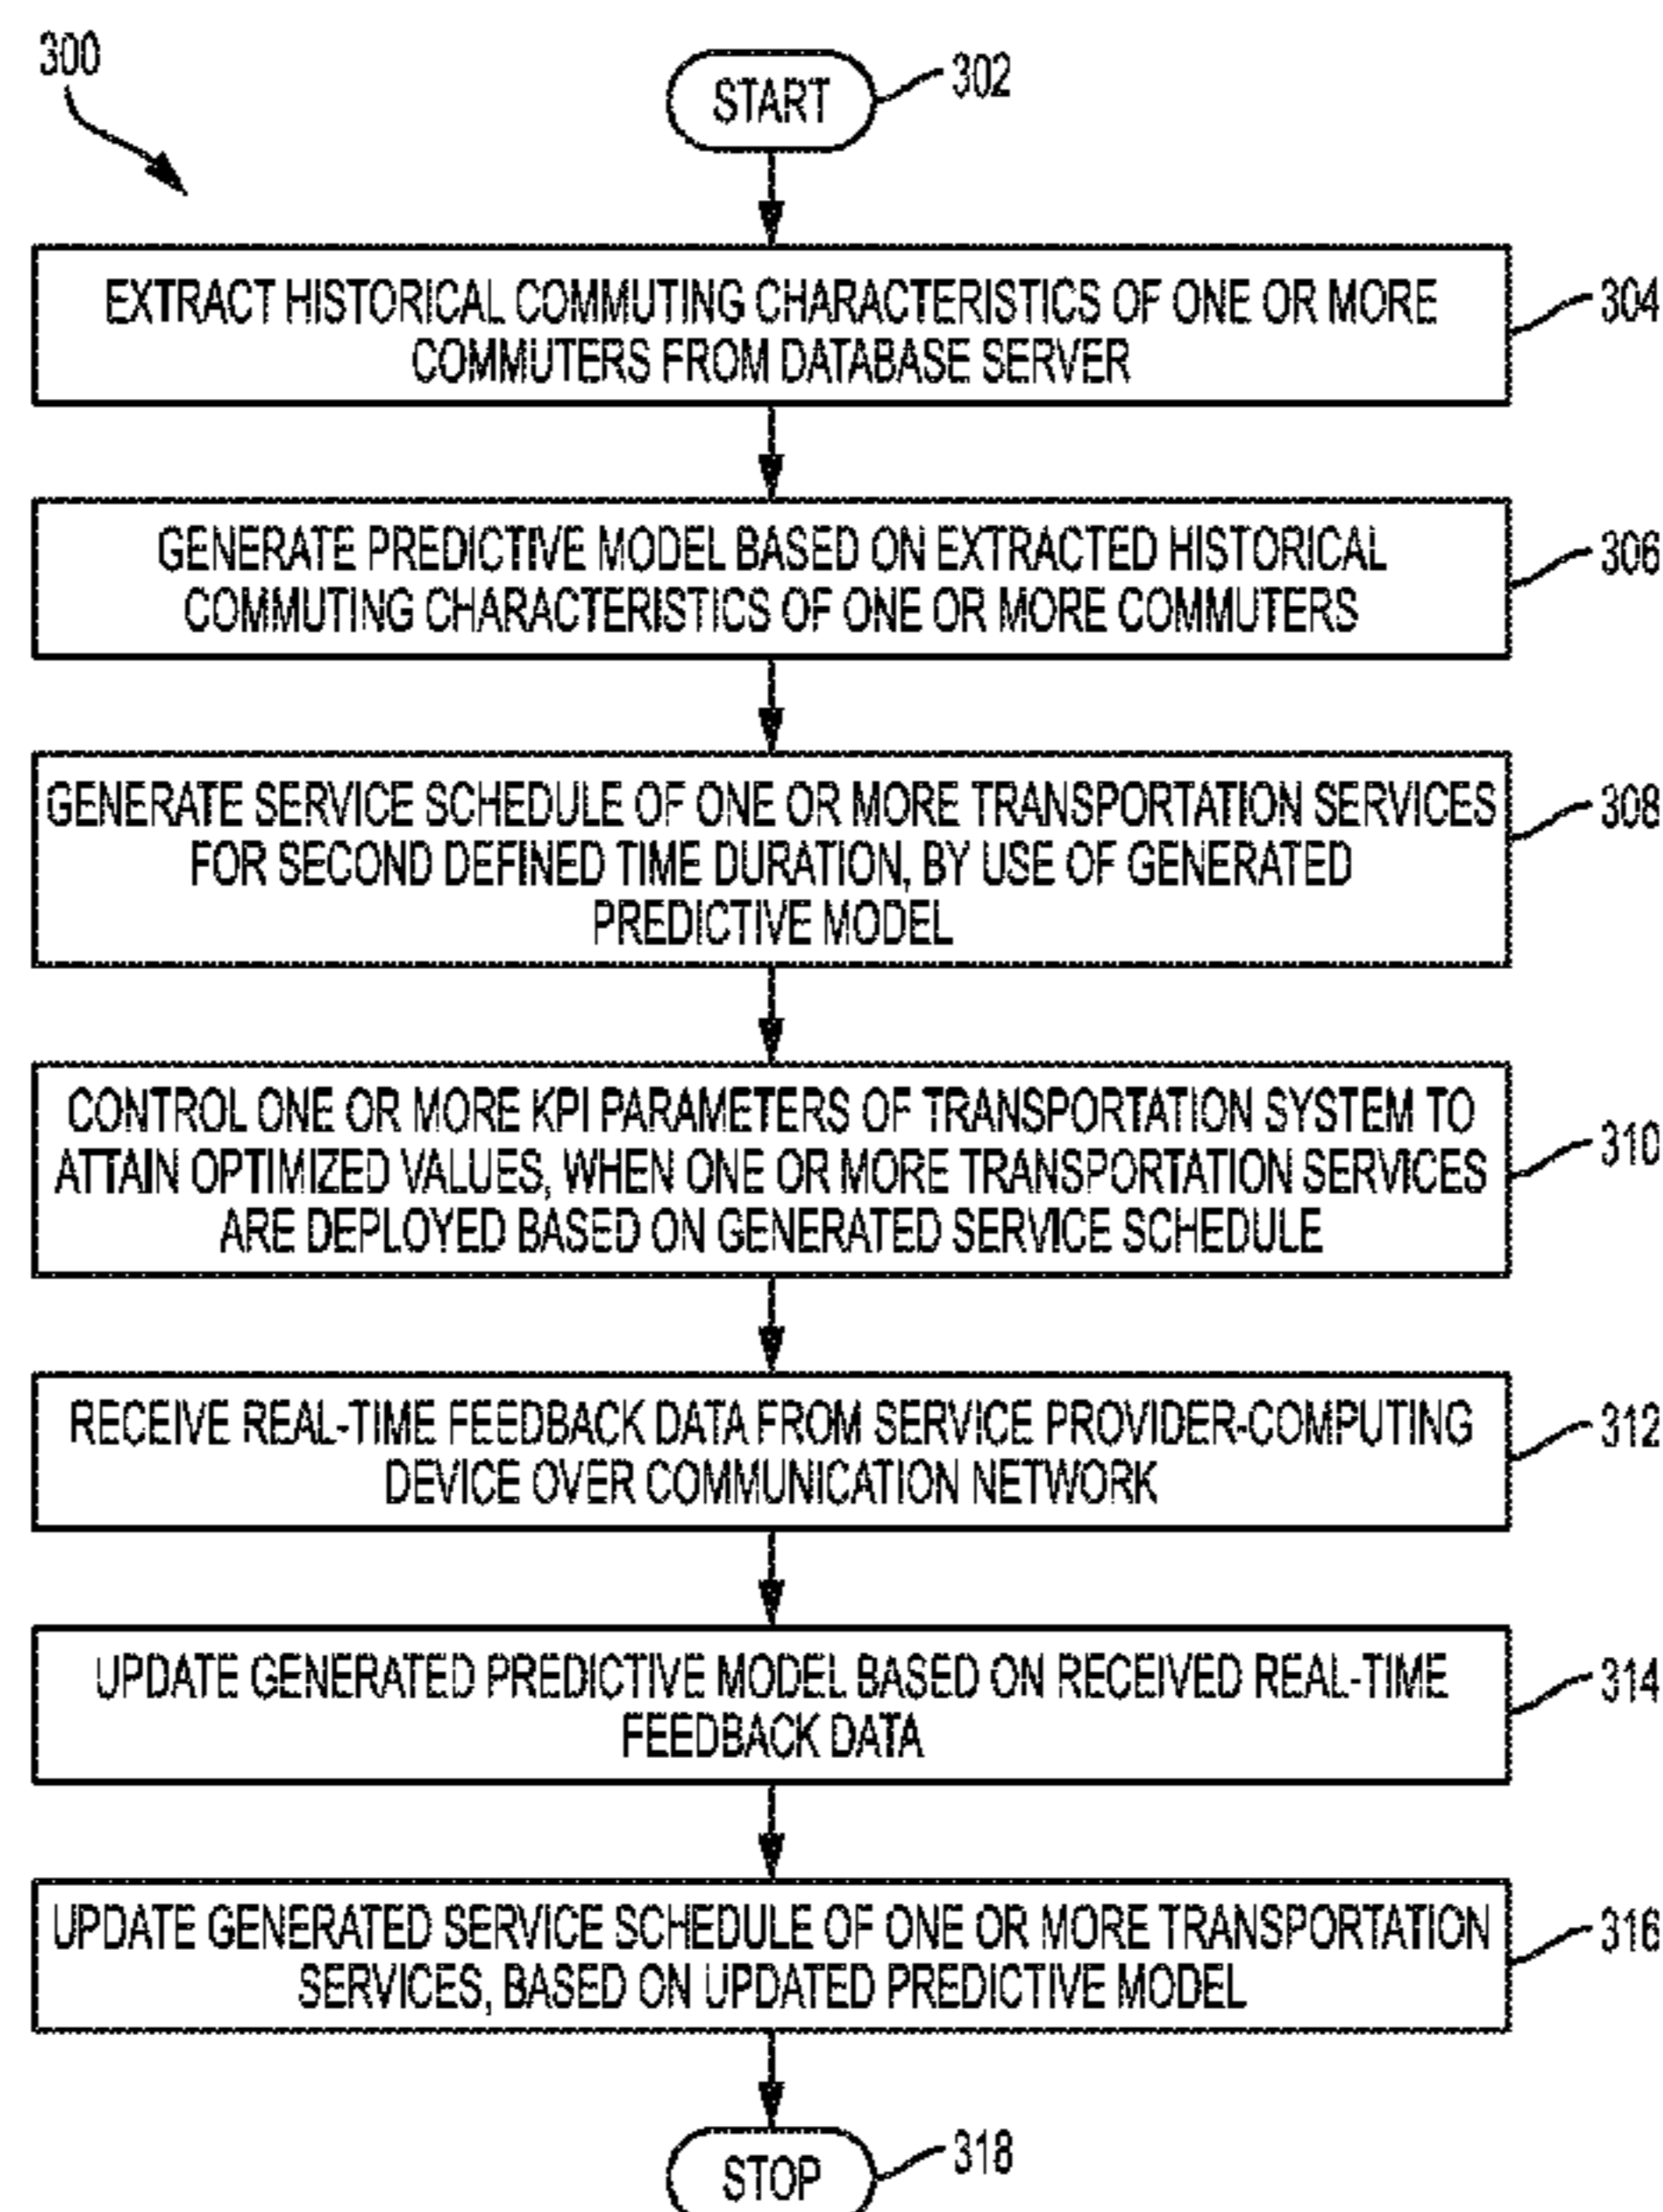 300
START
302
EXTRACT HISTORICAL COMMUTING CHARACTERISTICS OF ONE OR MORE
COMMUTERS FROM DATABASE SERVER
304
GENERATE PREDICTIVE MODEL BASED ON EXTRACTED HISTORICAL
COMMUTING CHARACTERISTICS OF ONE OR MORE COMMUTERS
306
GENERATE SERVICE SCHEDULE OF ONE OR MORE TRANSPORTATION SERVICES
FOR SECOND DEFINED TIME DURATION, BY USE OF GENERATED
PREDICTIVE MODEL
308
CONTROL ONE OR MORE KPI PARAMETERS OF TRANSPORTATION SYSTEM TO
ATTAIN OPTIMIZED VALUES, WHEN ONE OR MORE TRANSPORTATION SERVICES
ARE DEPLOYED BASED ON GENERATED SERVICE SCHEDULE
310
RECEIVE REAL-TIME FEEDBACK DATA FROM SERVICE PROVIDER-COMPUTING
DEVICE OVER COMMUNICATION NETWORK
312
UPDATE GENERATED PREDICTIVE MODEL BASED ON RECEIVED REAL-TIME
FEEDBACK DATA
314
UPDATE GENERATED SERVICE SCHEDULE OF ONE OR MORE TRANSPORTATION
SERVICES, BASED ON UPDATED PREDICTIVE MODEL
316
STOP
318